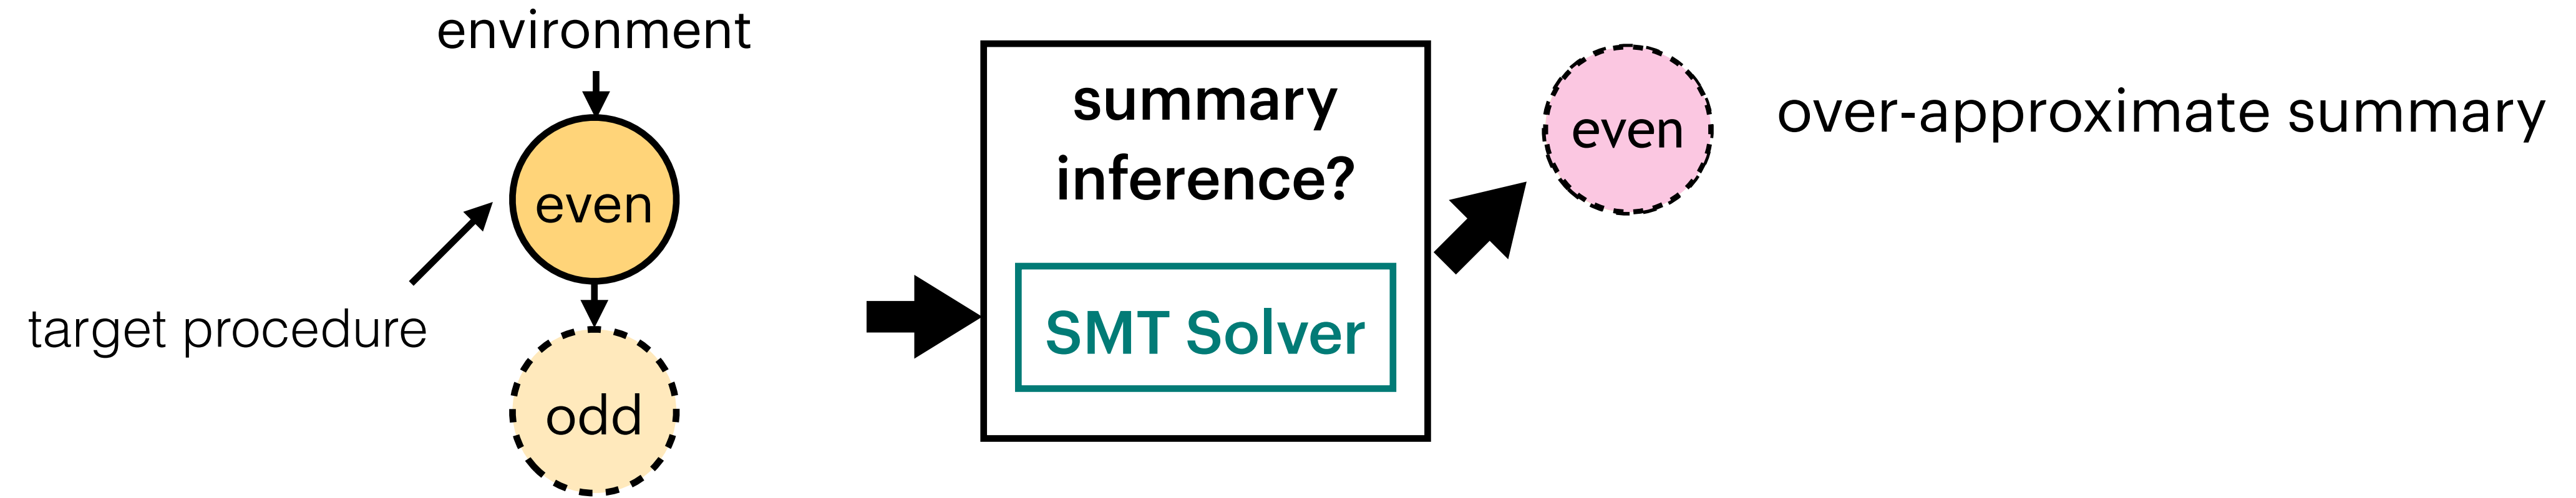 environment
even
target procedure
odd
summary
inference?
SMT Solver
even
over-approximate summary